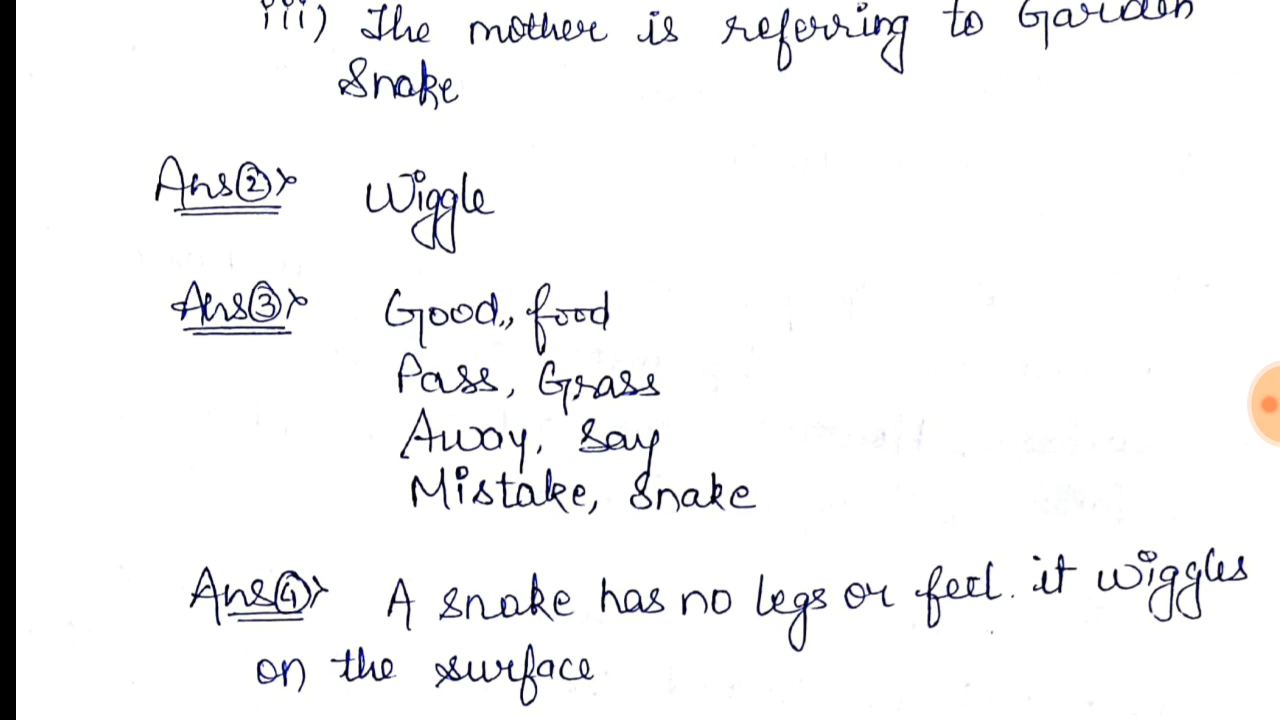 iii) The mother is referring to Garden
Snake
Ans② Wiggle
Ans③ Good, food
Pass, Grass
Away, Say
Mistake, Snake
Ans④ A snake has no legs or feet. it wiggles
on the surface